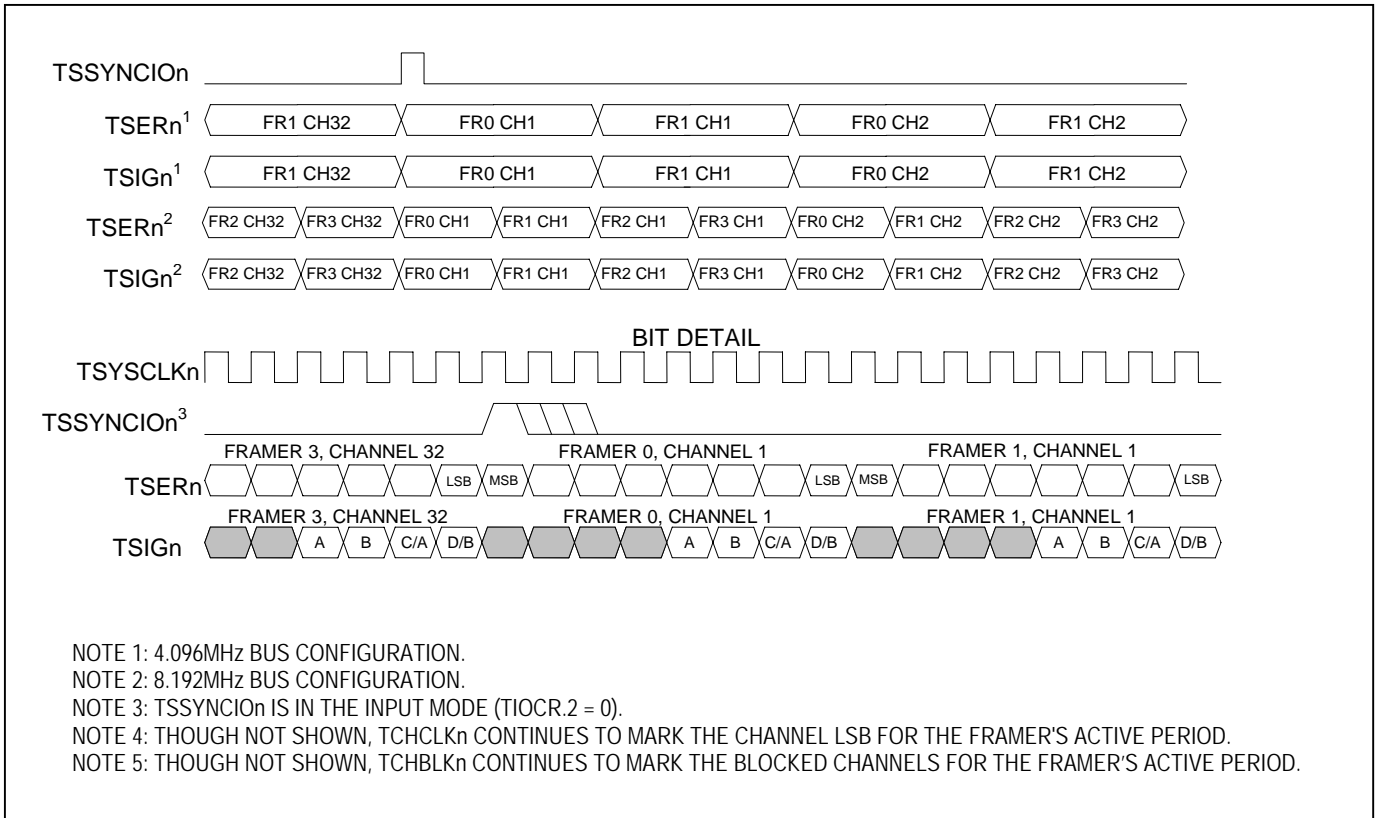 TSSYNCIOn
TSERn¹ FR1 CH32 FR0 CH1 FR1 CH1 FR0 CH2 FR1 CH2
TSIGn¹ FR1 CH32 FR0 CH1 FR1 CH1 FR0 CH2 FR1 CH2
TSERn² FR2 CH32 FR3 CH32 FR0 CH1 FR1 CH1 FR2 CH1 FR3 CH1 FR0 CH2 FR1 CH2 FR2 CH2 FR3 CH2
TSIGn² FR2 CH32 FR3 CH32 FR0 CH1 FR1 CH1 FR2 CH1 FR3 CH1 FR0 CH2 FR1 CH2 FR2 CH2 FR3 CH2
BIT DETAIL
TSYSCLKn
TSSYNCIOn³
FRAMER 3, CHANNEL 32 FRAMER 0, CHANNEL 1 FRAMER 1, CHANNEL 1
TSERn LSB MSB LSB MSB LSB
FRAMER 3, CHANNEL 32 FRAMER 0, CHANNEL 1 FRAMER 1, CHANNEL 1
TSIGn A B C/A D/B A B C/A D/B A B C/A D/B
NOTE 1: 4.096MHz BUS CONFIGURATION.
NOTE 2: 8.192MHz BUS CONFIGURATION.
NOTE 3: TSSYNCIOn IS IN THE INPUT MODE (TIOCR.2 = 0).
NOTE 4: THOUGH NOT SHOWN, TCHCLKn CONTINUES TO MARK THE CHANNEL LSB FOR THE FRAMER'S ACTIVE PERIOD.
NOTE 5: THOUGH NOT SHOWN, TCHBLKn CONTINUES TO MARK THE BLOCKED CHANNELS FOR THE FRAMER'S ACTIVE PERIOD.